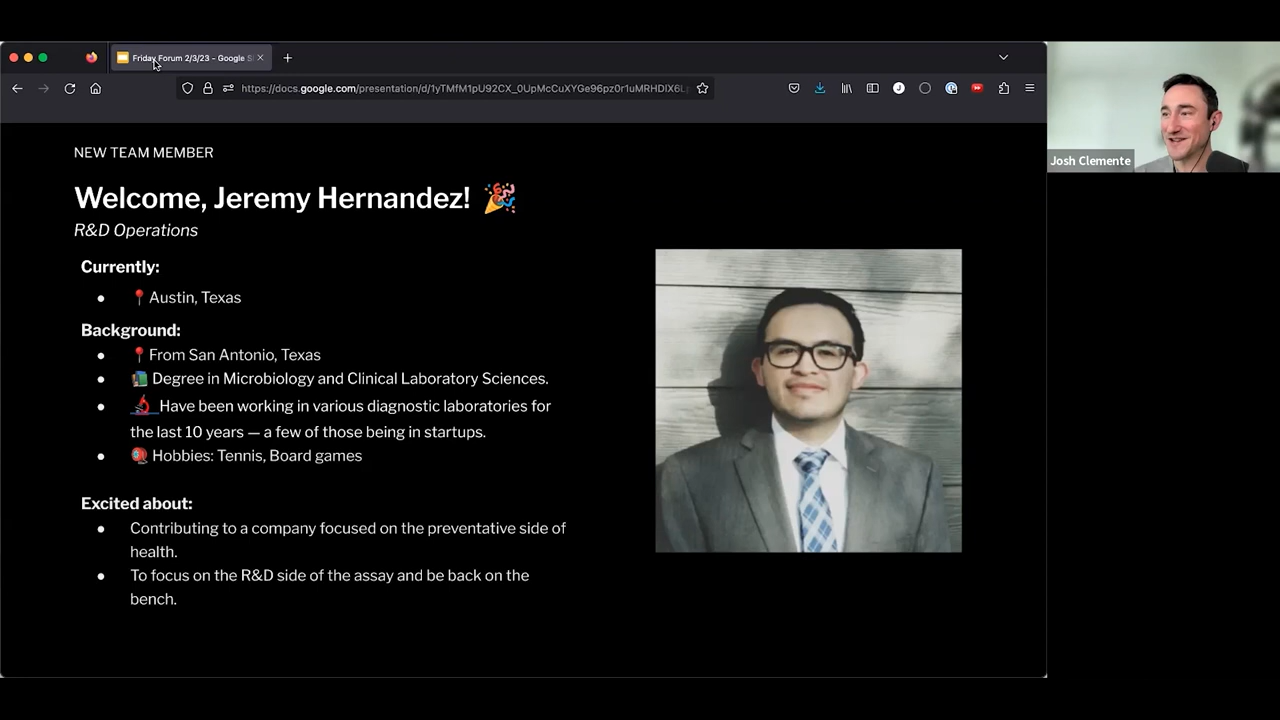 Friday Forum 2/3/23 - Google S
https://docs.google.com/presentation/d/
NEW TEAM MEMBER
Welcome, Jeremy Hernandez! 🎉
R&D Operations
Currently:
● 📍Austin, Texas
Background:
● 📍From San Antonio, Texas
● 📚 Degree in Microbiology and Clinical Laboratory Sciences.
● 🔬Have been working in various diagnostic laboratories for
the last 10 years — a few of those being in startups.
● 🏓 Hobbies: Tennis, Board games
Excited about:
● Contributing to a company focused on the preventative side of
health.
● To focus on the R&D side of the assay and be back on the
bench.
Josh Clemente